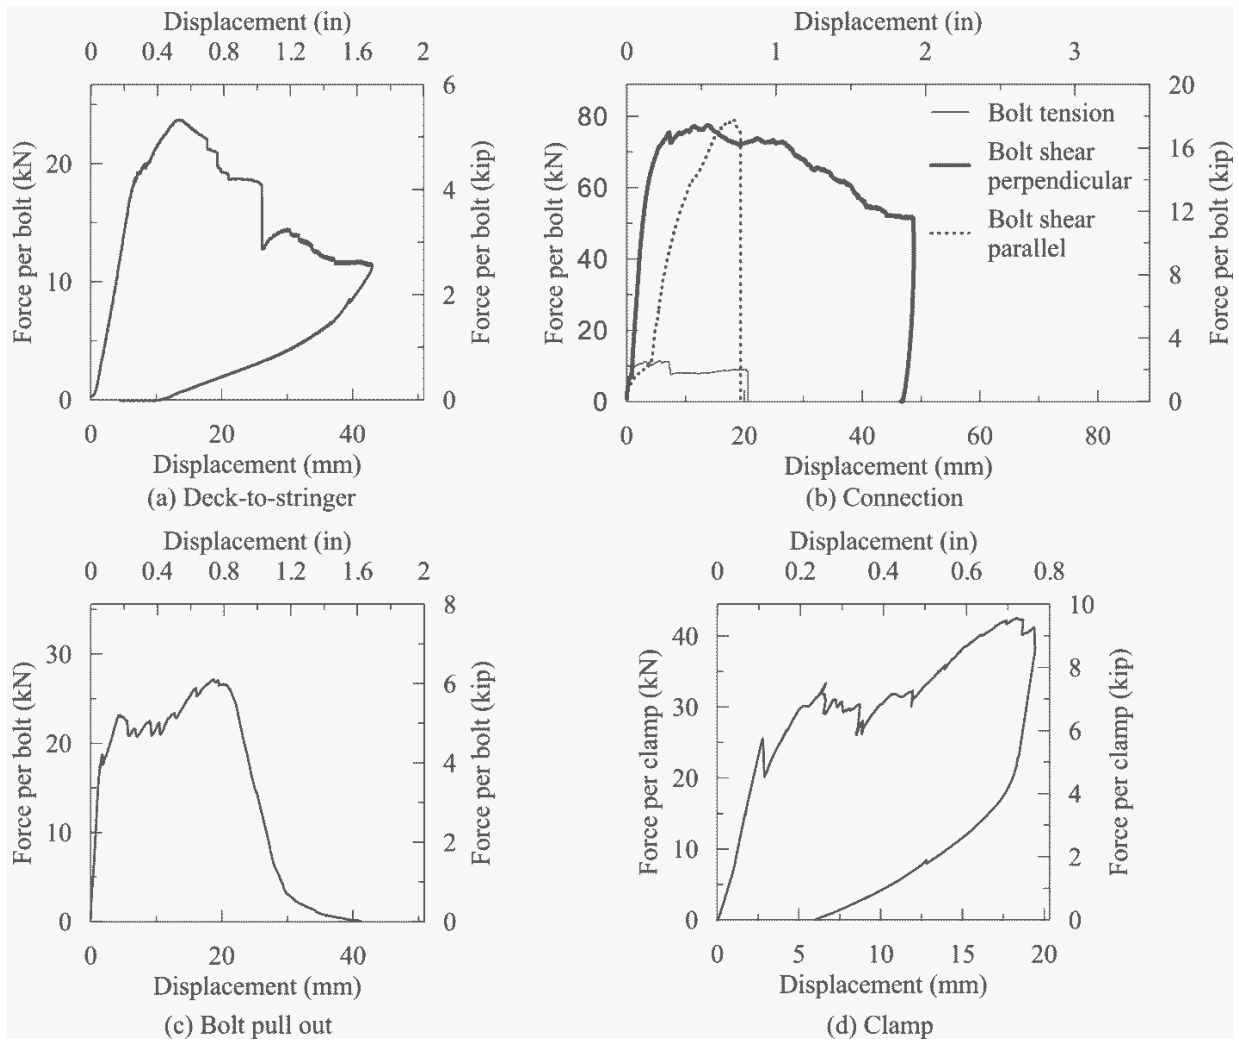 Displacement (in)
0 0.4 0.8 1.2 1.6 2
Force per bolt (kN)
20
10
0
6
4
2
0
Force per bolt (kip)
0 20 40
Displacement (mm)
(a) Deck-to-stringer
Displacement (in)
0 1 2 3
Force per bolt (kN)
80
60
40
20
0
Bolt tension
Bolt shear
perpendicular
Bolt shear
parallel
20
16
12
8
4
0
Force per bolt (kip)
0 20 40 60 80
Displacement (mm)
(b) Connection
Displacement (in)
0 0.4 0.8 1.2 1.6 2
Force per bolt (kN)
30
20
10
0
8
6
4
2
0
Force per bolt (kip)
0 20 40
Displacement (mm)
(c) Bolt pull out
Displacement (in)
0 0.2 0.4 0.6 0.8
Force per clamp (kN)
40
30
20
10
0
10
8
6
4
2
0
Force per clamp (kip)
0 5 10 15 20
Displacement (mm)
(d) Clamp